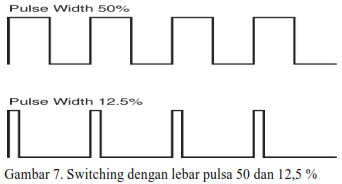 Pulse Width 50%
Pulse Width 12.5%
Gambar 7. Switching dengan lebar pulsa 50 dan 12,5 %